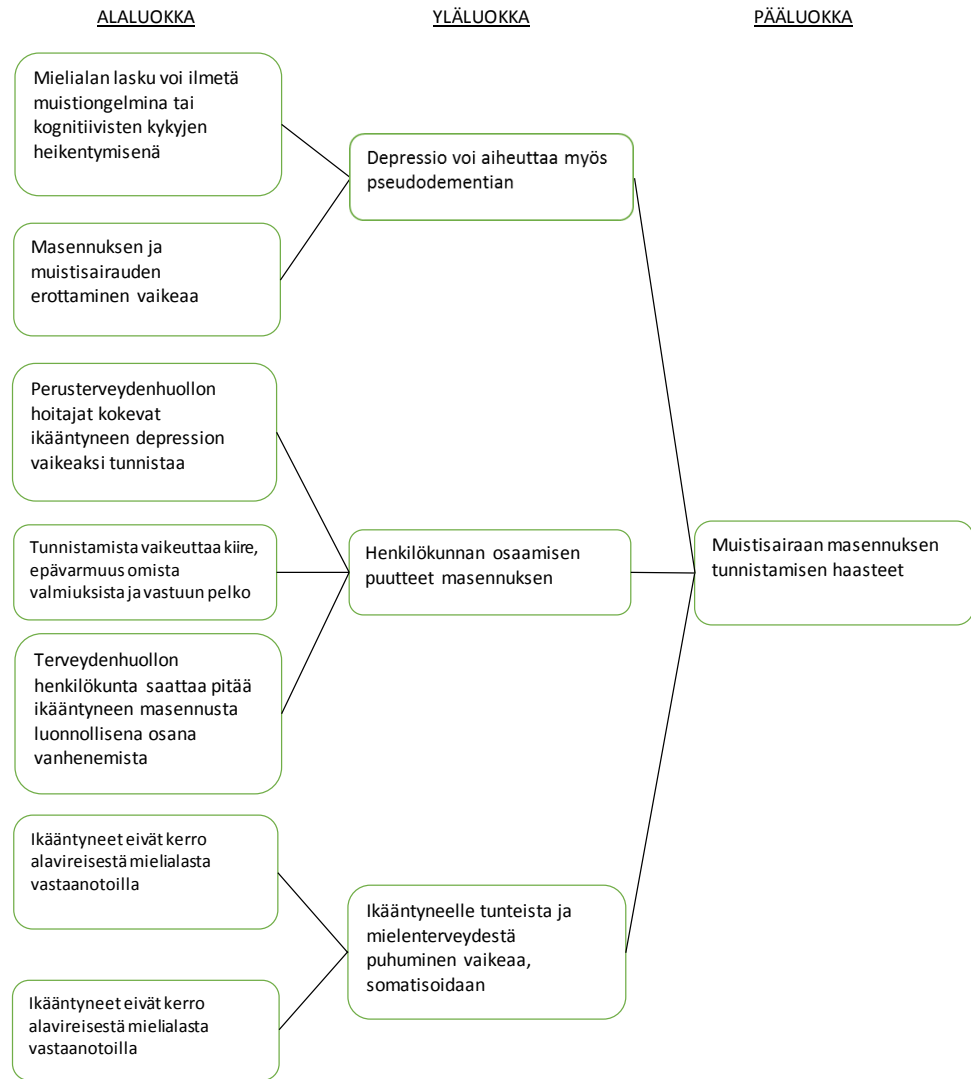 ALALUOKKA
YLÄLUOKKA
PÄÄLUOKKA
Mielialan lasku voi ilmetä
muistiongelmina tai
kognitiivisten kykyjen
heikentymisenä
Masennuksen ja
muistisairauden
erottaminen vaikeaa
Depressio voi aiheuttaa myös
pseudodementian
Perusterveydenhuollon
hoitajat kokevat
ikääntyneen depression
vaikeaksi tunnistaa
Tunnistamista vaikeuttaa kiire,
epävarmuus omista
valmiuksista ja vastuun pelko
Terveydenhuollon
henkilökunta saattaa pitää
ikääntyneen masennusta
luonnollisena osana
vanhenemista
Henkilökunnan osaamisen
puutteet masennuksen
Muistisairaan masennuksen
tunnistamisen haasteet
Ikääntyneet eivät kerro
alavireisestä mielialasta
vastaanotoilla
Ikääntyneet eivät kerro
alavireisestä mielialasta
vastaanotoilla
Ikääntyneelle tunteista ja
mielenterveydestä
puhuminen vaikeaa,
somatisoidaan